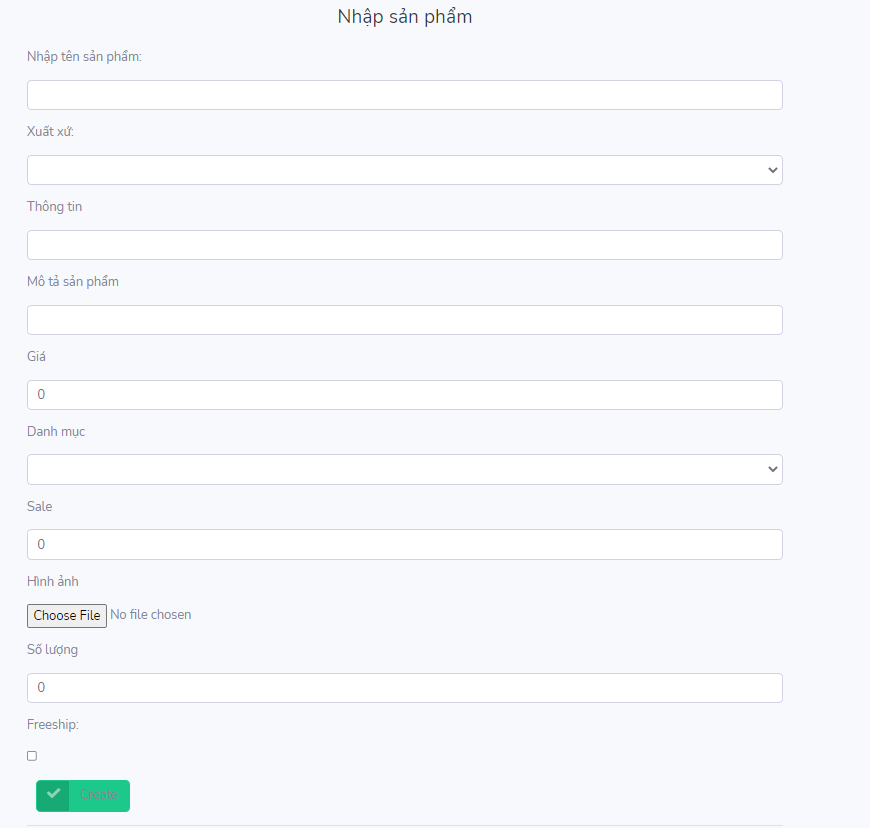 Nhập sản phẩm
Nhập tên sản phẩm:
Xuất xứ:
Thông tin
Mô tả sản phẩm
Giá
0
Danh mục
Sale
0
Hình ảnh
Choose File No file chosen
Số lượng
0
Freeship:
Create